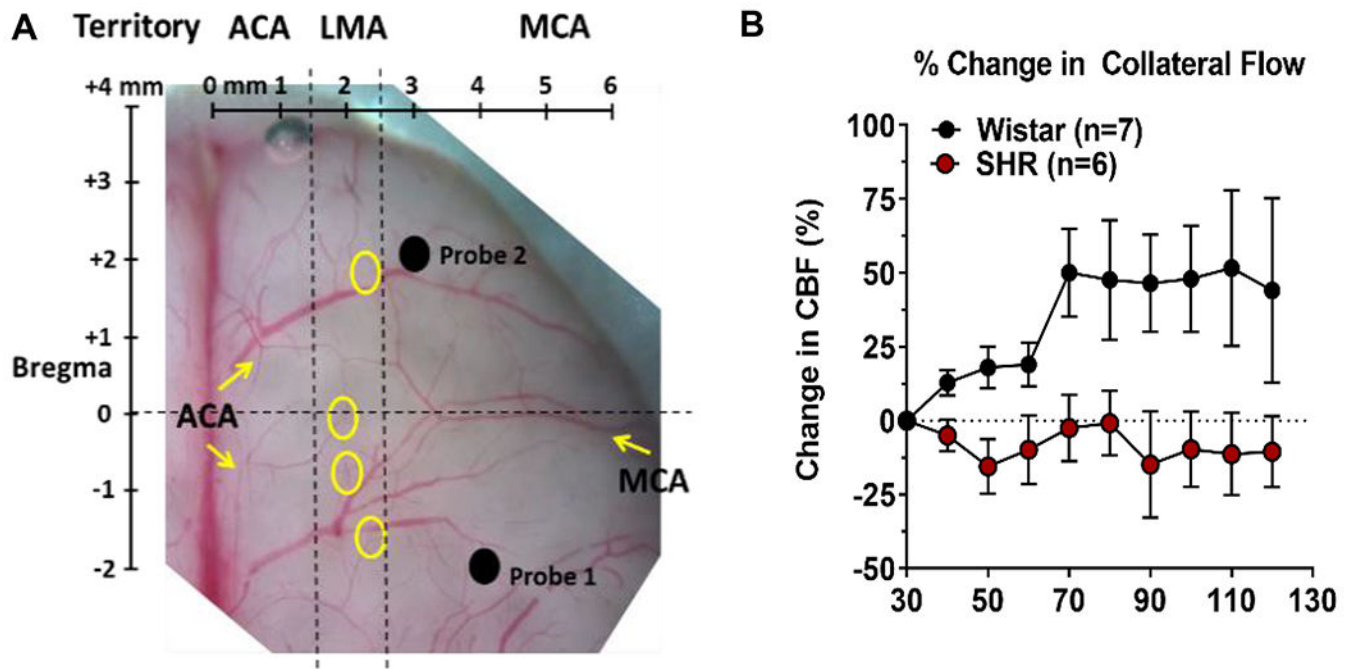 A
Territory ACA LMA MCA
+4 mm 0 mm 1 2 3 4 5 6
+3
+2
+1
Bregma
0
-1
-2
Probe 2
ACA
MCA
Probe 1
B
% Change in Collateral Flow
Wistar (n=7)
SHR (n=6)
Change in CBF (%)
100
75
50
25
0
-25
-50
30 50 70 90 110 130